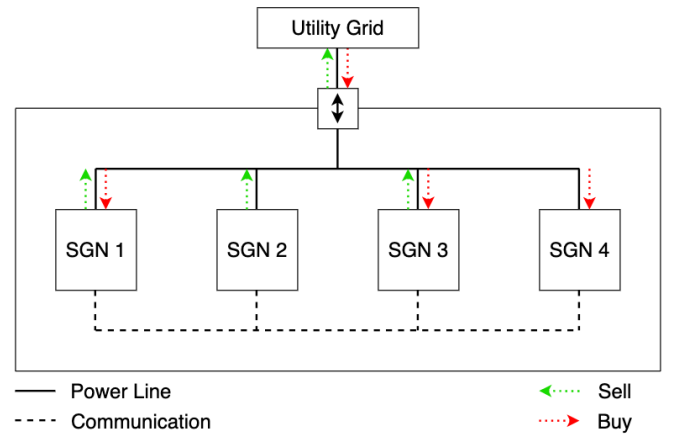 Utility Grid
SGN 1
SGN 2
SGN 3
SGN 4
Power Line
Sell
Communication
Buy